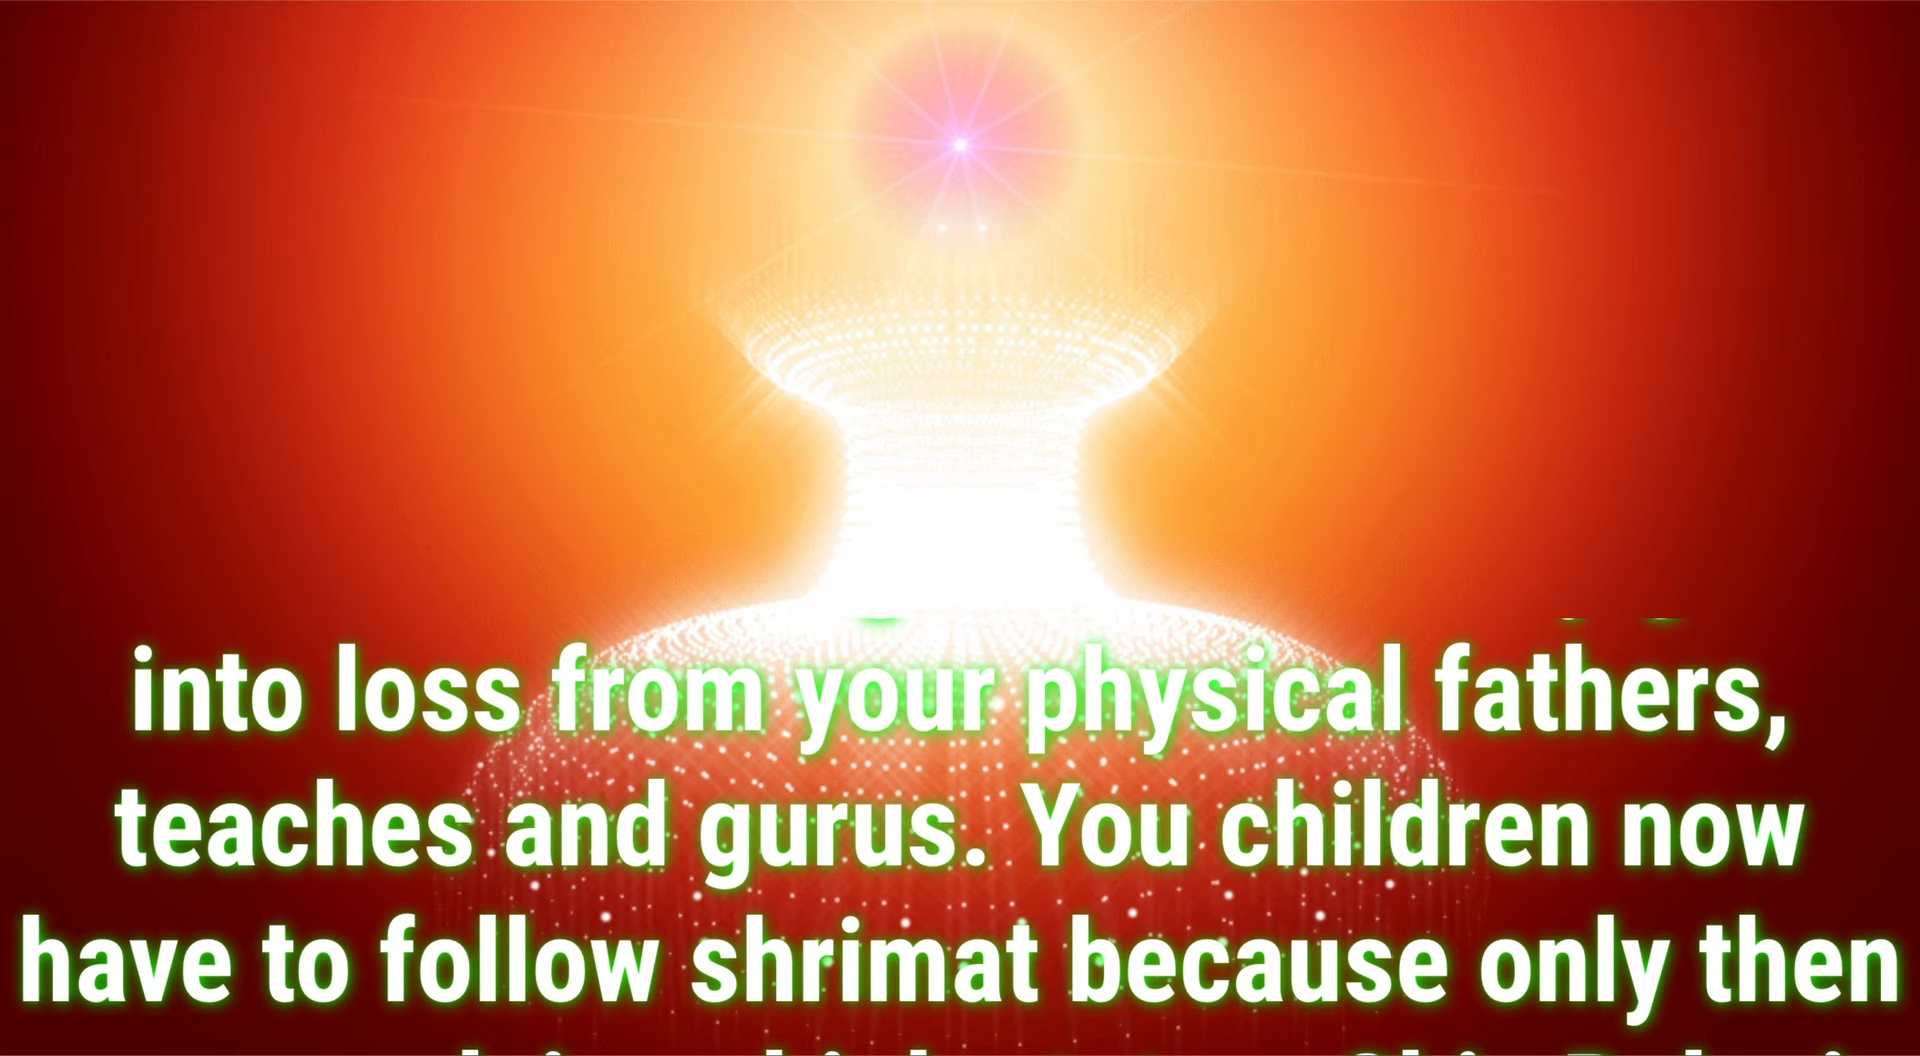 into loss from your physical fathers,
teaches and gurus. You children now
have to follow shrimat because only then